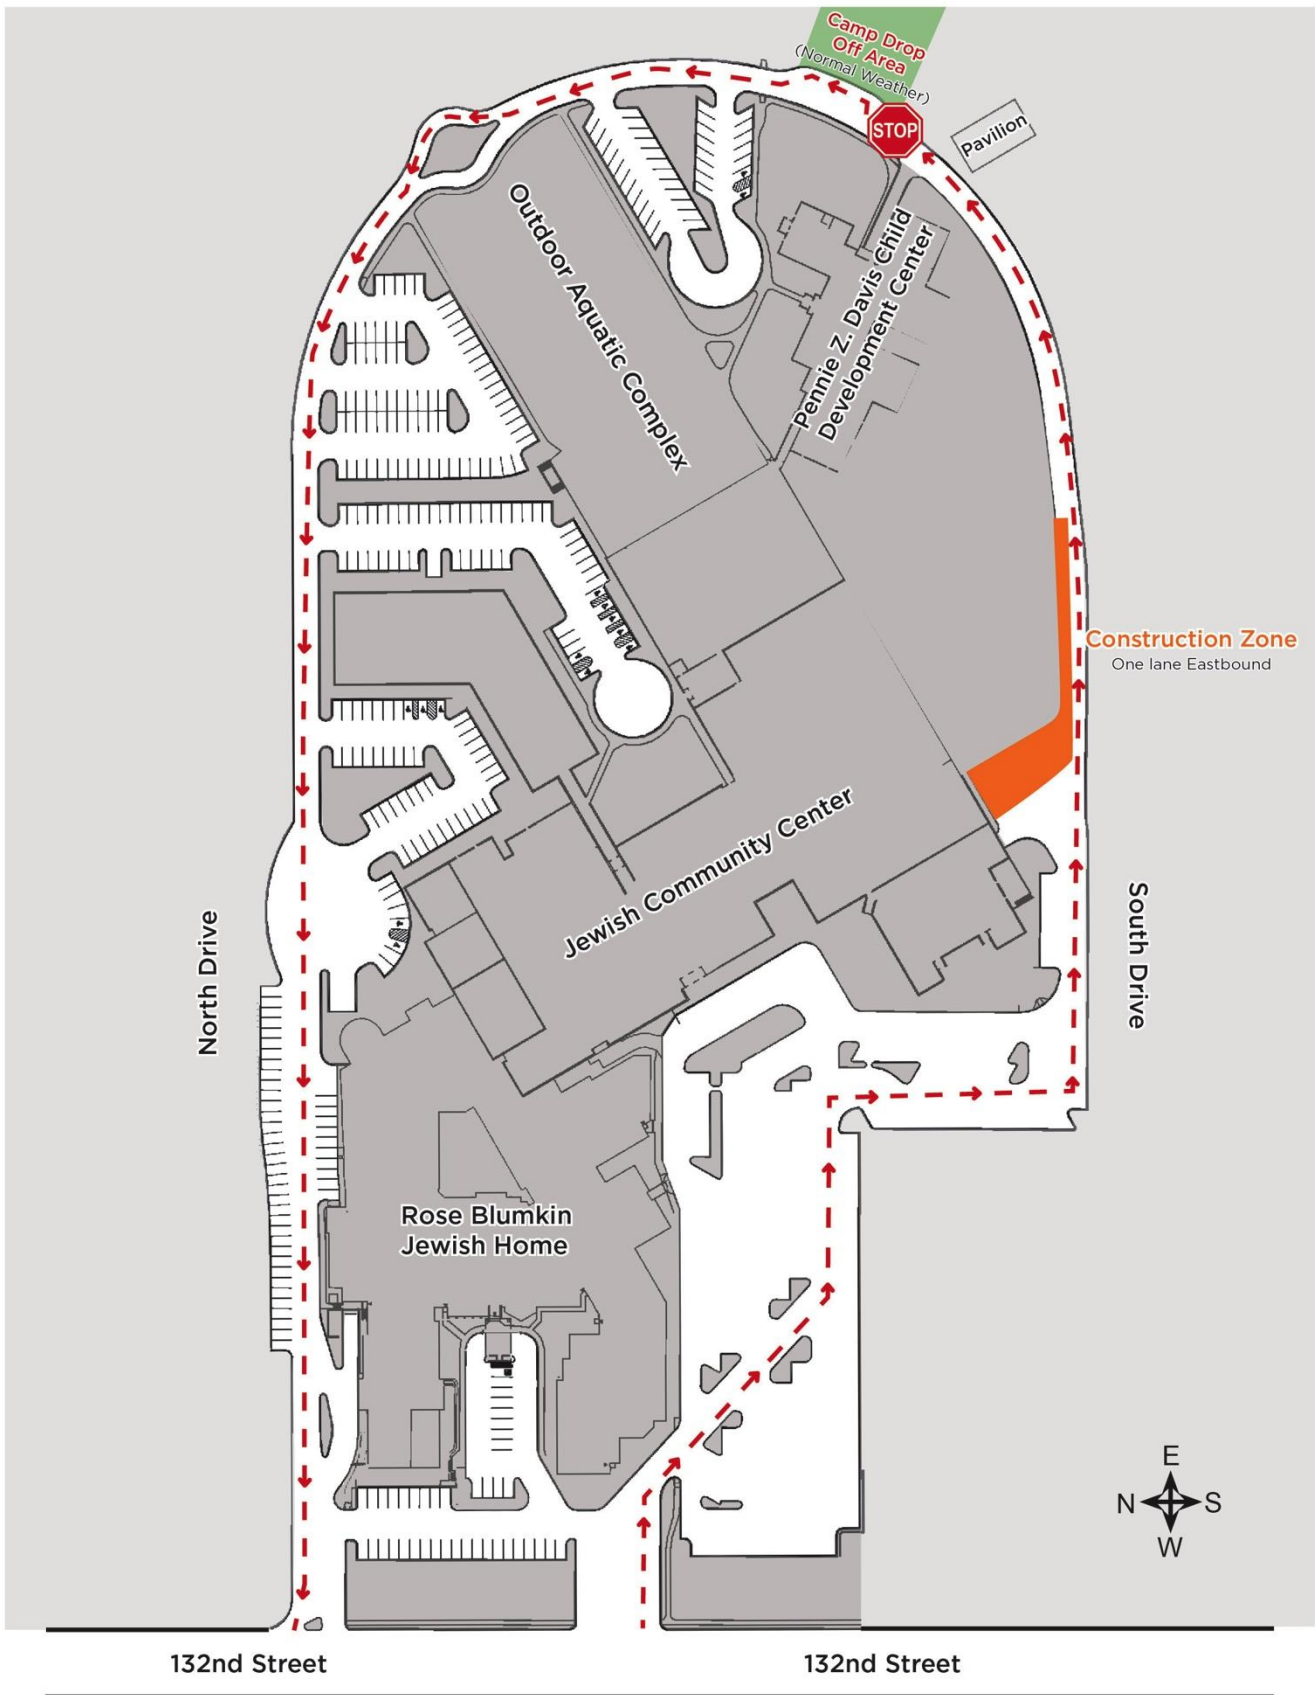 Camp Drop
Off Area
(Normal Weather)
STOP
Pavilion
Outdoor Aquatic Complex
Pennie Z. Davis Child
Development Center
Construction Zone
One lane Eastbound
Jewish Community Center
North Drive
South Drive
Rose Blumkin
Jewish Home
E
N
S
W
132nd Street
132nd Street